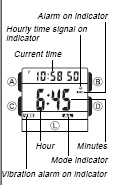 Alarm on Indicator
Hourly time signal on
indicator
Current time
10:58 50
A
B
6:45
C
D
L
Hour
Minutes
Mode Indicator
Vibration alarm on Indicator